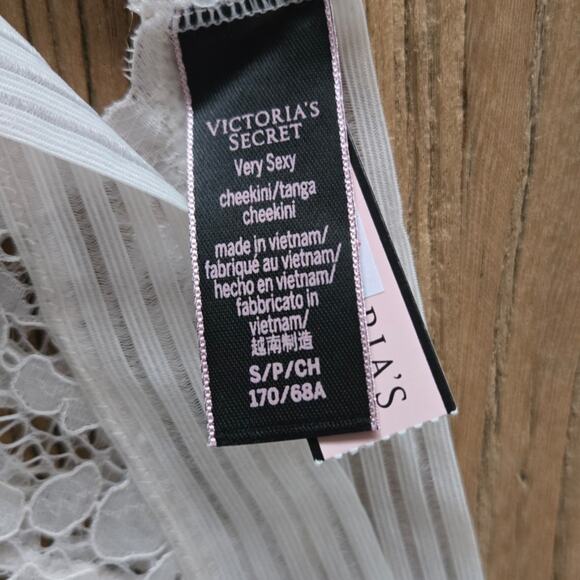 VICTORIA'S
SECRET
Very Sexy
cheekini/tanga
cheekini
made in vietnam/
fabriqué au vietnam/
hecho en vietnam/
fabbricato in
vietnam/
越南制造
S/P/CH
170/68A
RIA'S